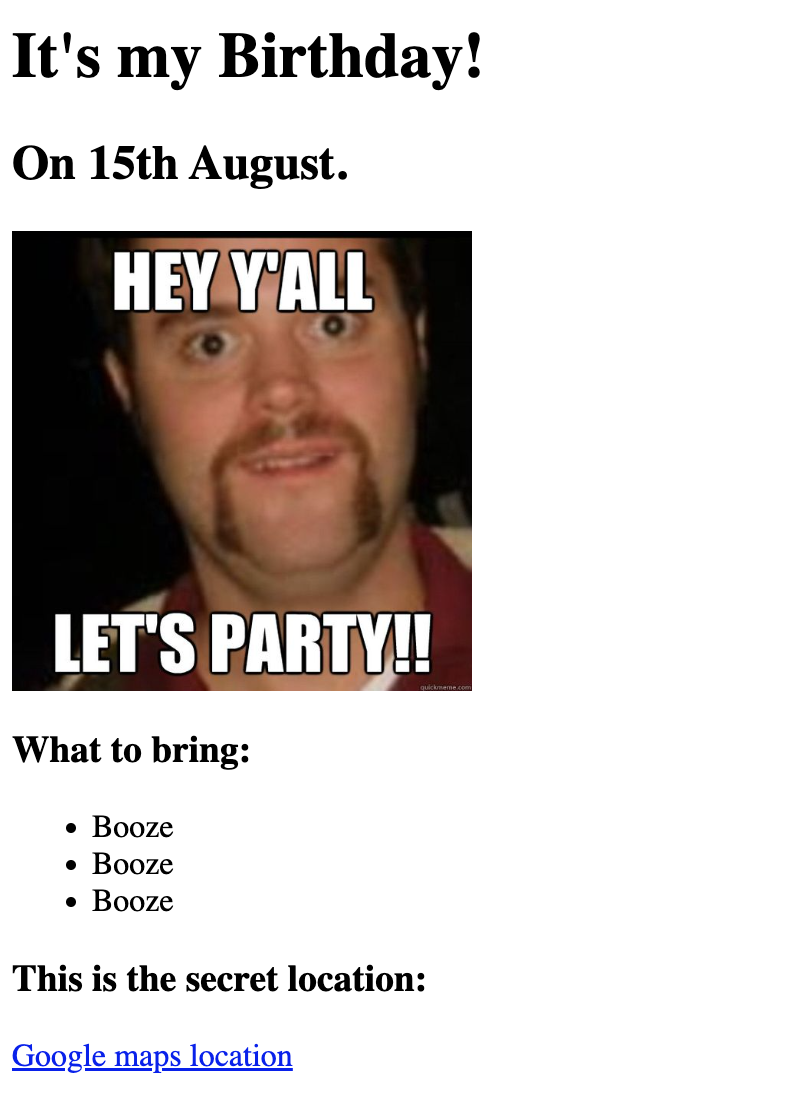 It's my Birthday!
On 15th August.
HEY Y'ALL
LET'S PARTY!!
quickmeme.com
What to bring:
Booze
Booze
Booze
This is the secret location:
Google maps location